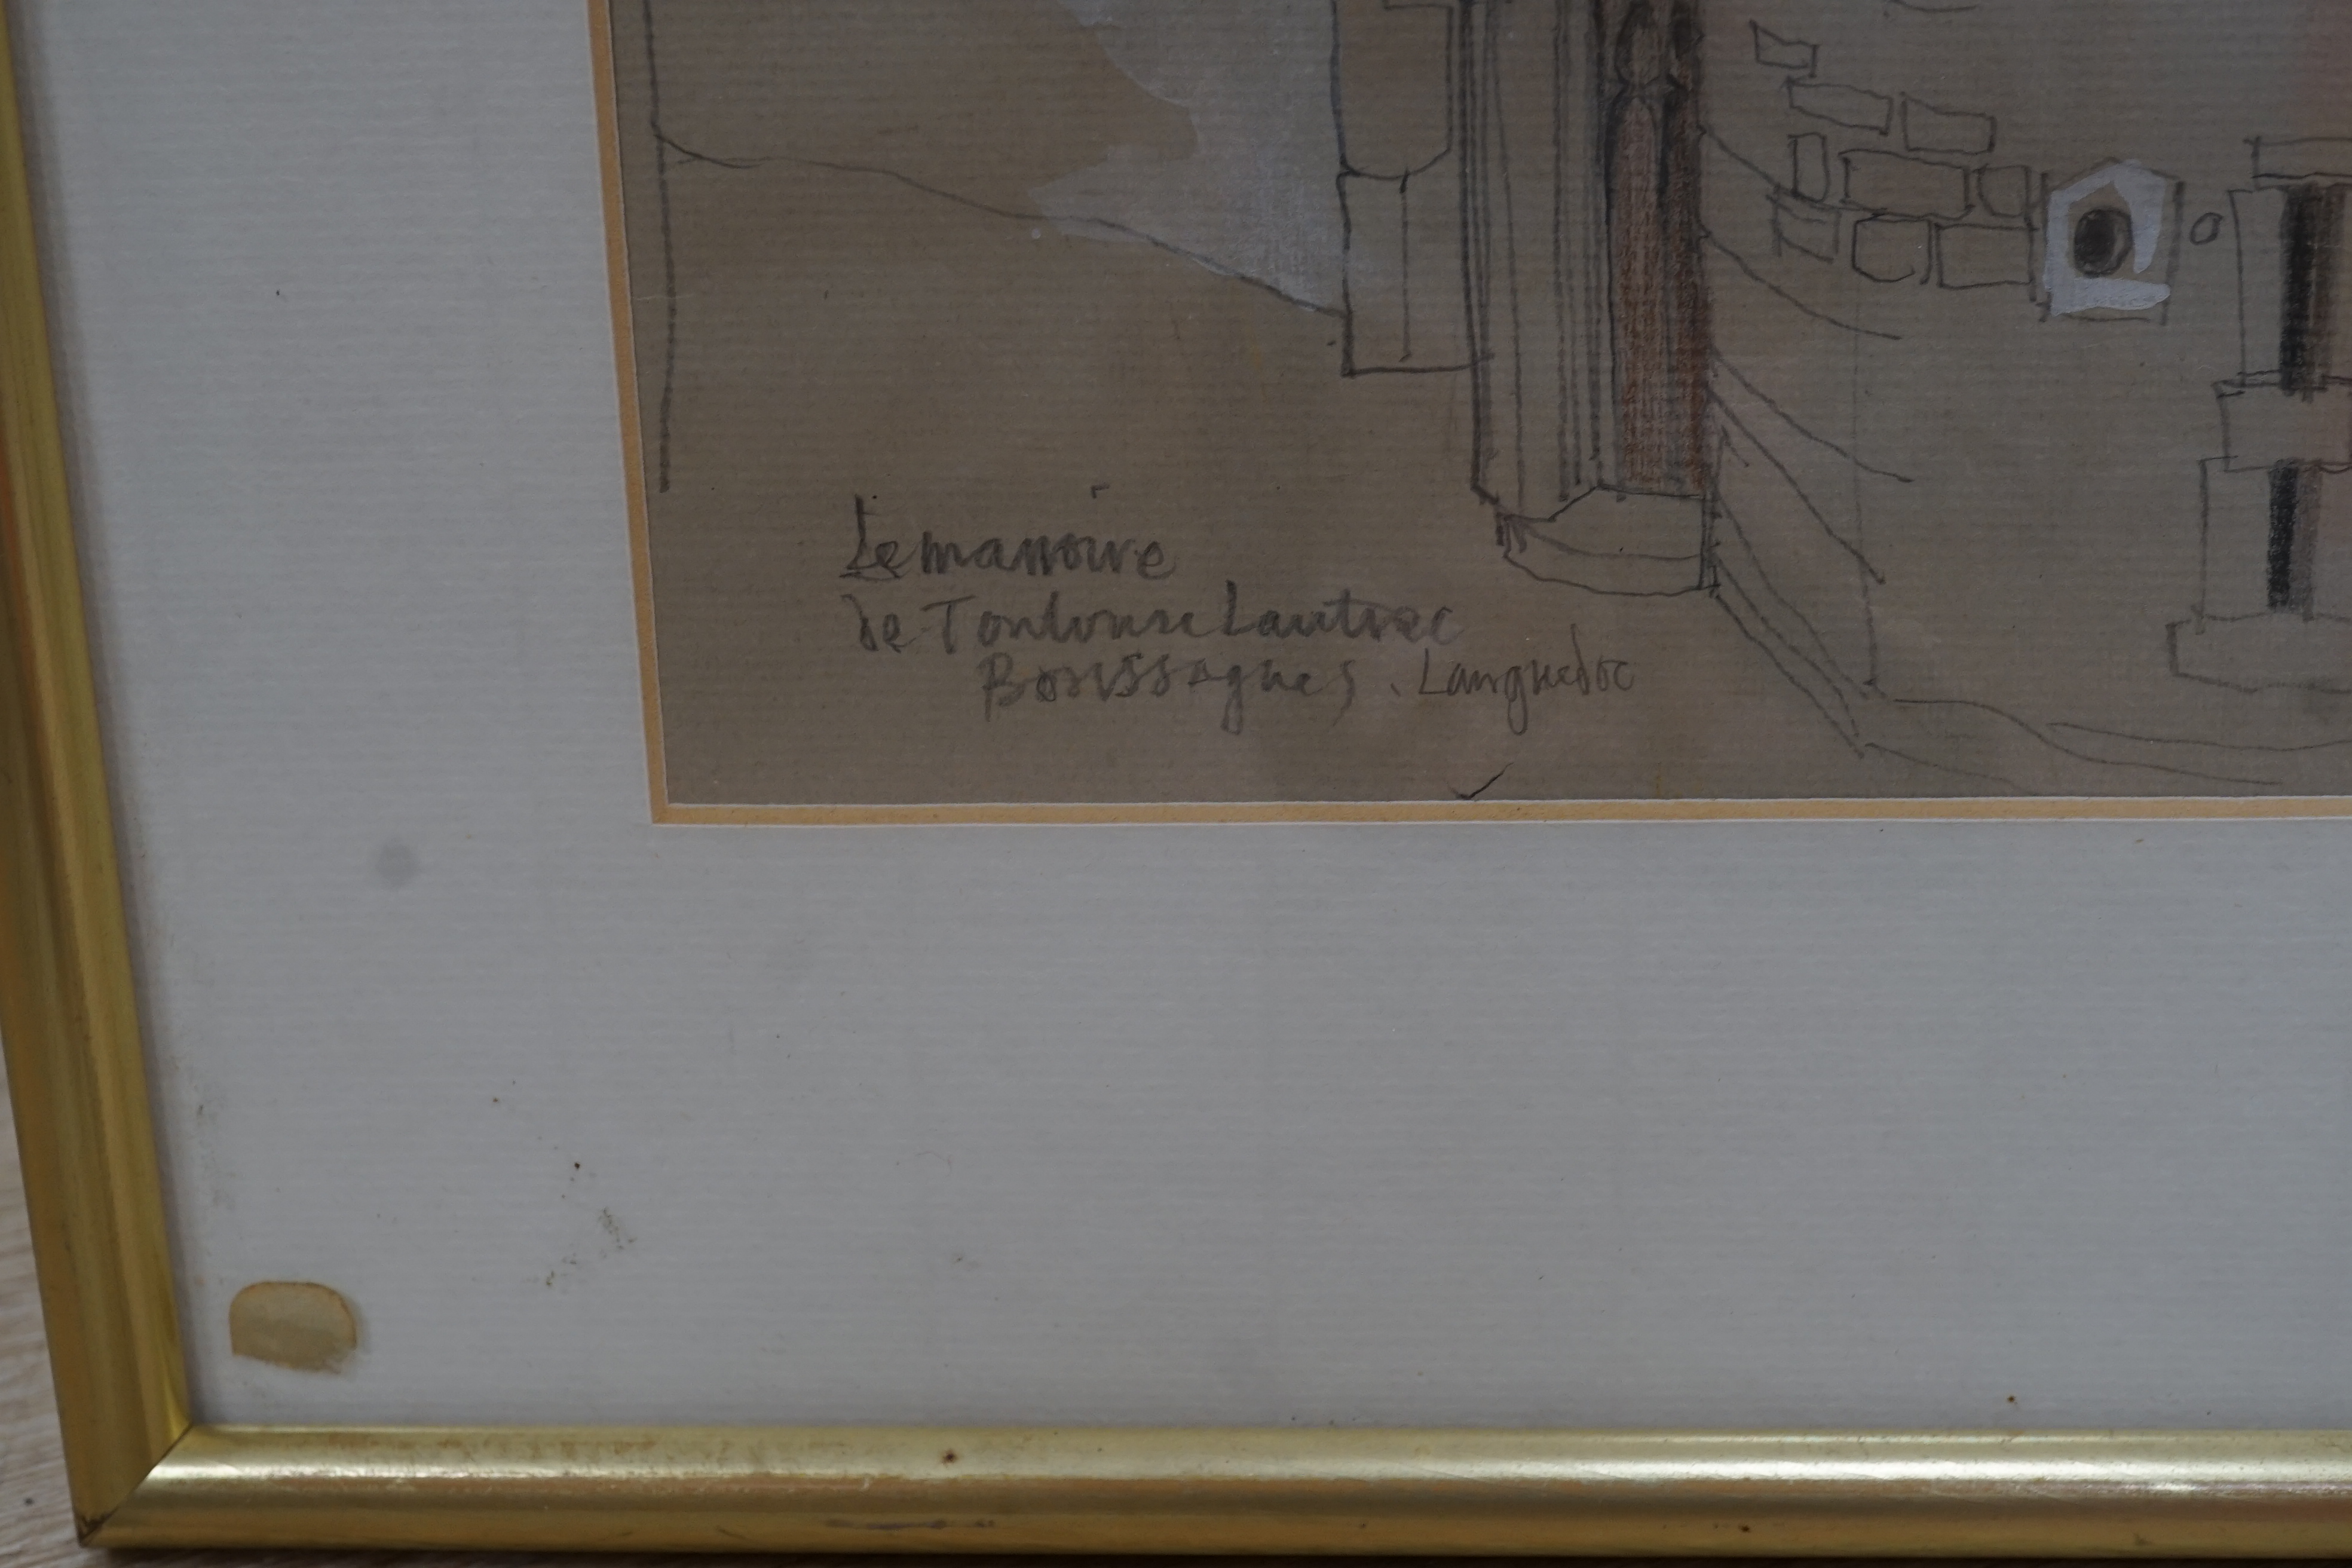 Le manoire
de Toulouse Lautrec
Boussagues. Languedoc